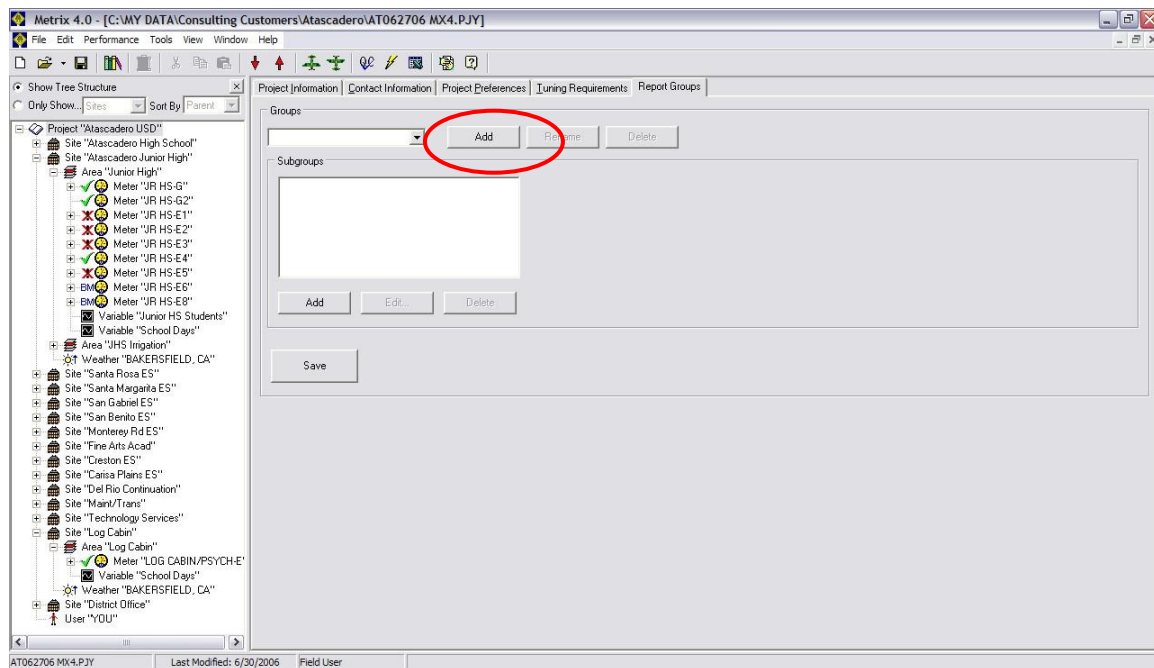 Metrix 4.0 - [C:\MY DATA\Consulting Customers\Atascadero\AT062706 MX4.PJY]
File Edit Performance Tools View Window Help
Show Tree Structure
Only Show... Sites Sort By Parent
Project "Atascadero USD"
Site "Atascadero High School"
Site "Atascadero Junior High"
Area "Junior High"
Meter "JR HS-G"
Meter "JR HS-G2"
Meter "JR HS-E1"
Meter "JR HS-E2"
Meter "JR HS-E3"
Meter "JR HS-E4"
Meter "JR HS-E5"
BM Meter "JR HS-E6"
BM Meter "JR HS-E8"
Variable "Junior HS Students"
Variable "School Days"
Area "JHS Irrigation"
Weather "BAKERSFIELD, CA"
Site "Santa Rosa ES"
Site "Santa Margarita ES"
Site "San Gabriel ES"
Site "San Benito ES"
Site "Monterey Rd ES"
Site "Fine Arts Acad"
Site "Creston ES"
Site "Carisa Plains ES"
Site "Del Rio Continuation"
Site "Maint/Trans"
Site "Technology Services"
Site "Log Cabin"
Area "Log Cabin"
Meter "LOG CABIN/PSYCH-E"
Variable "School Days"
Weather "BAKERSFIELD, CA"
Site "District Office"
User "YOU"
Project Information Contact Information Project Preferences Tuning Requirements Report Groups
Groups
Add Rename Delete
Subgroups
Add Edit... Delete
Save
AT062706 MX4.PJY Last Modified: 6/30/2006 Field User